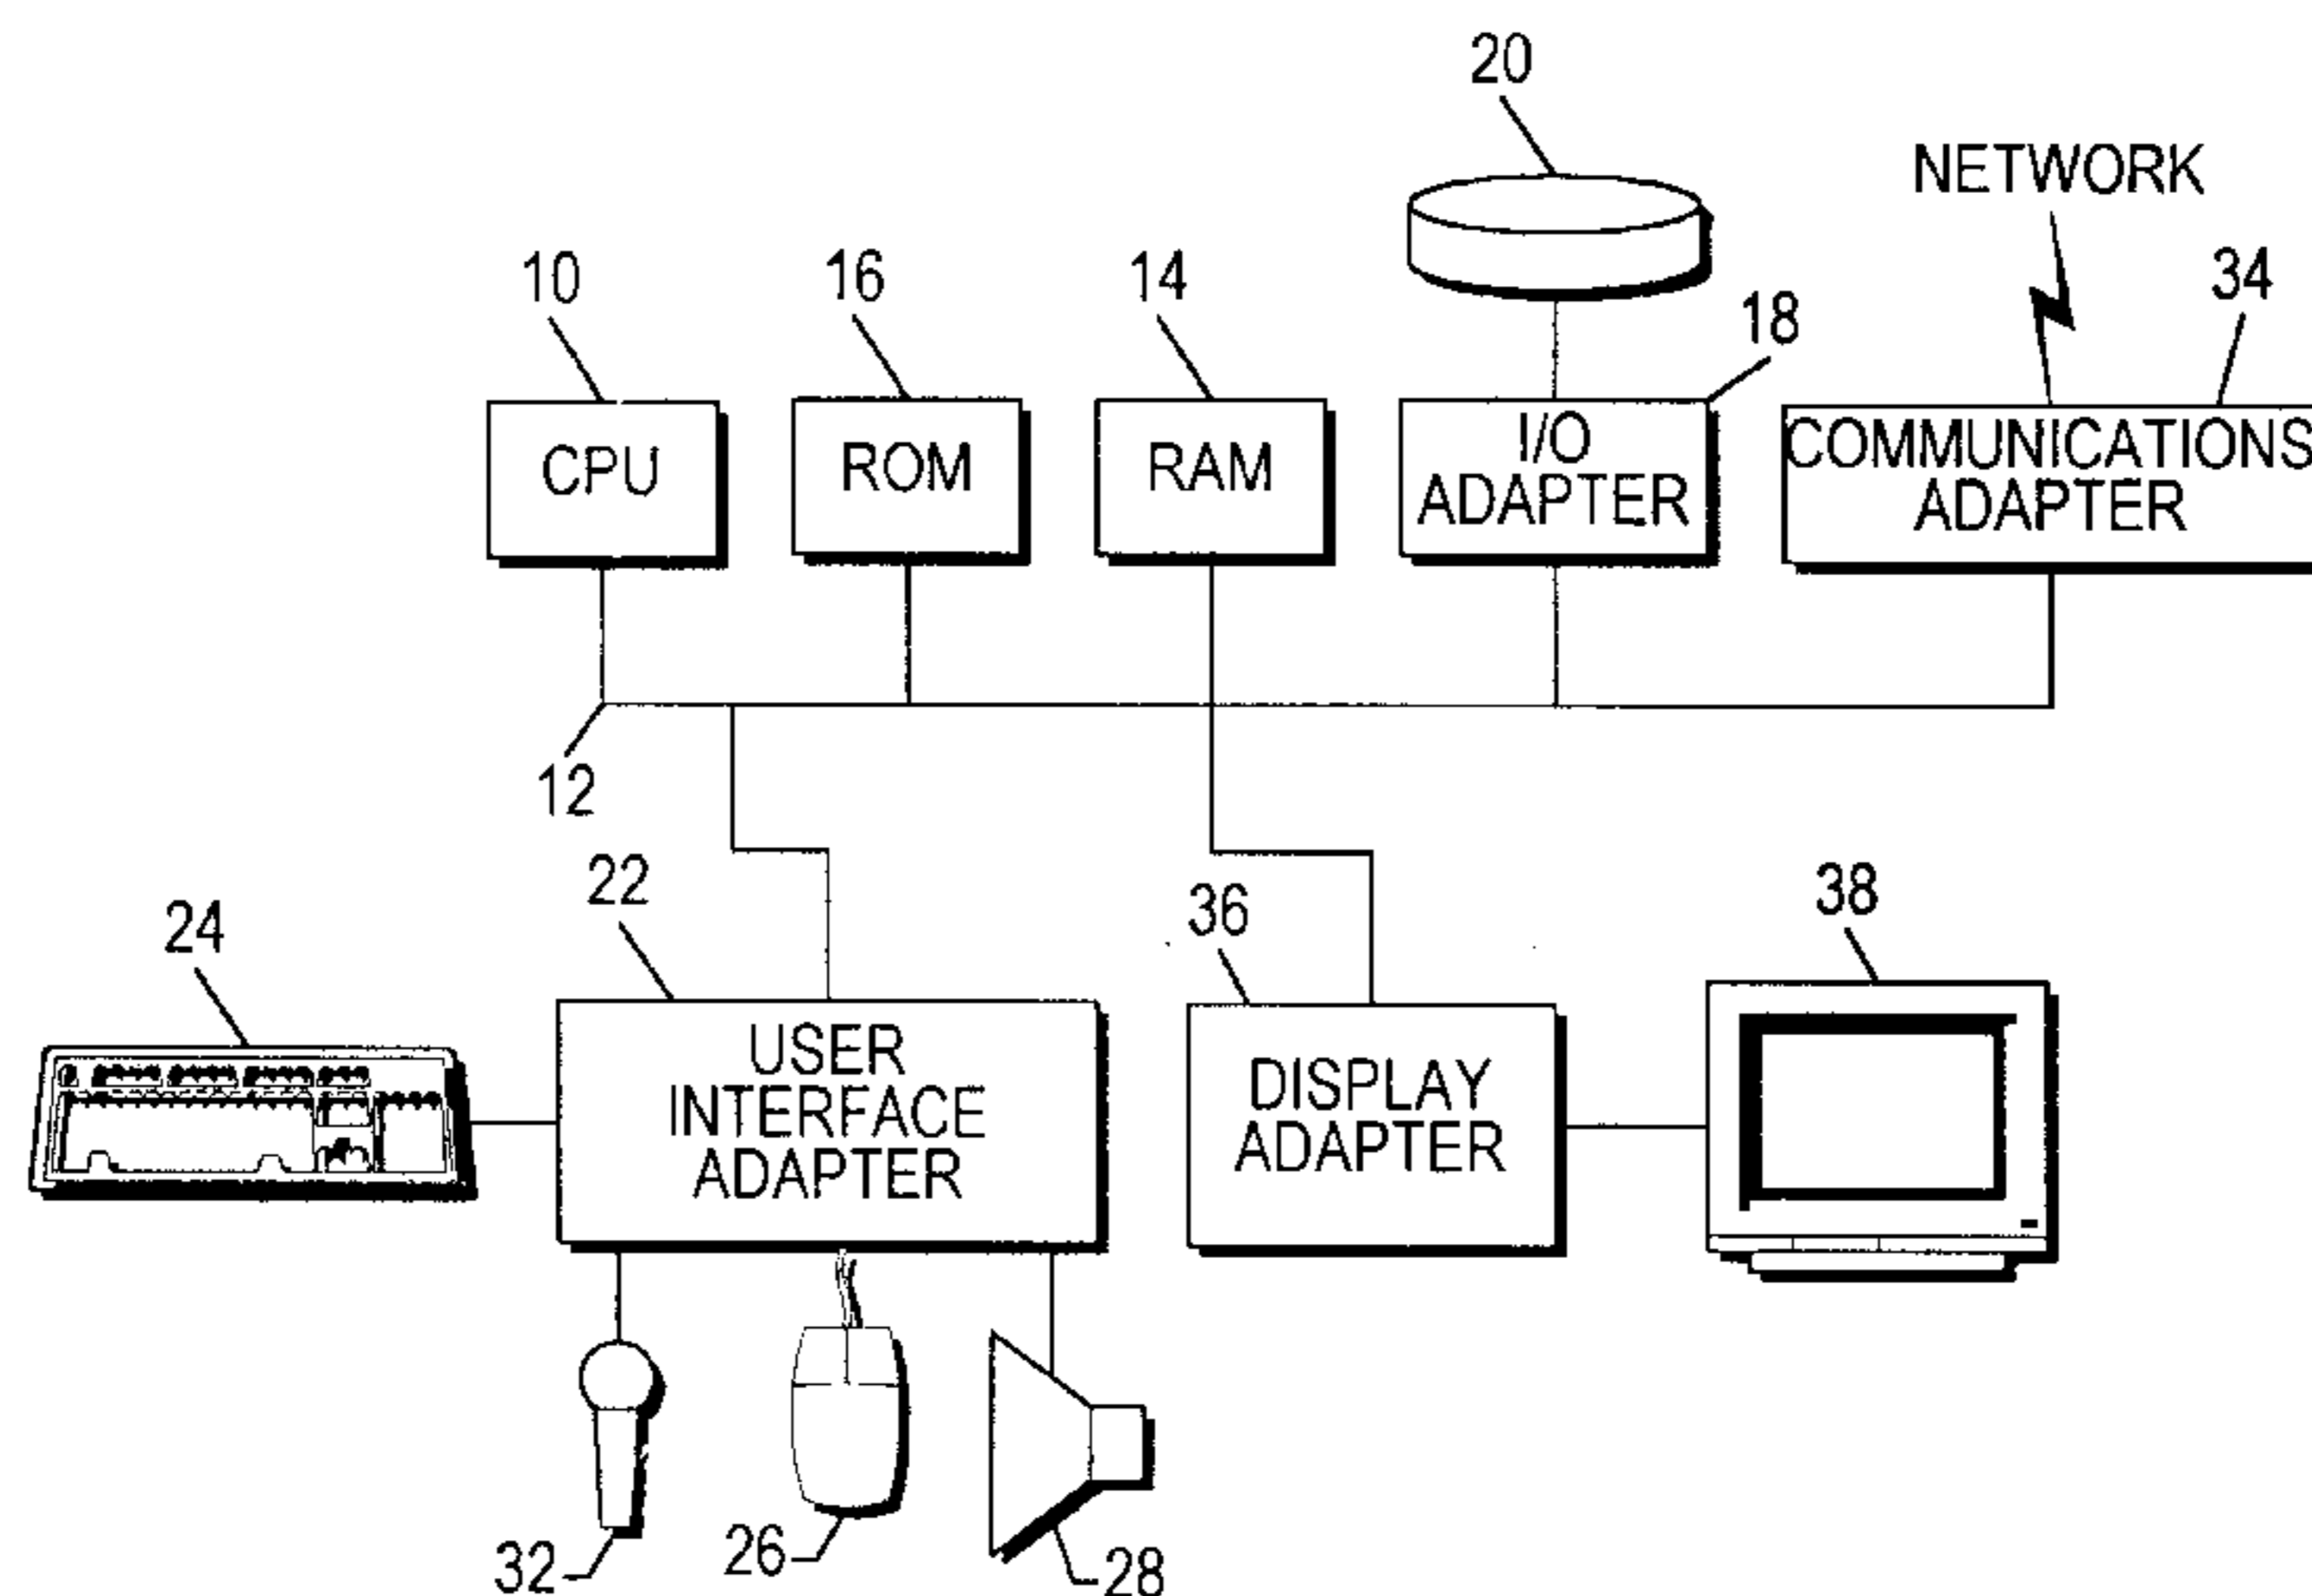 20
NETWORK
10
16
14
34
18
CPU
ROM
RAM
I/O
ADAPTER
COMMUNICATIONS
ADAPTER
12
22
36
38
24
USER
INTERFACE
ADAPTER
DISPLAY
ADAPTER
32
26
28